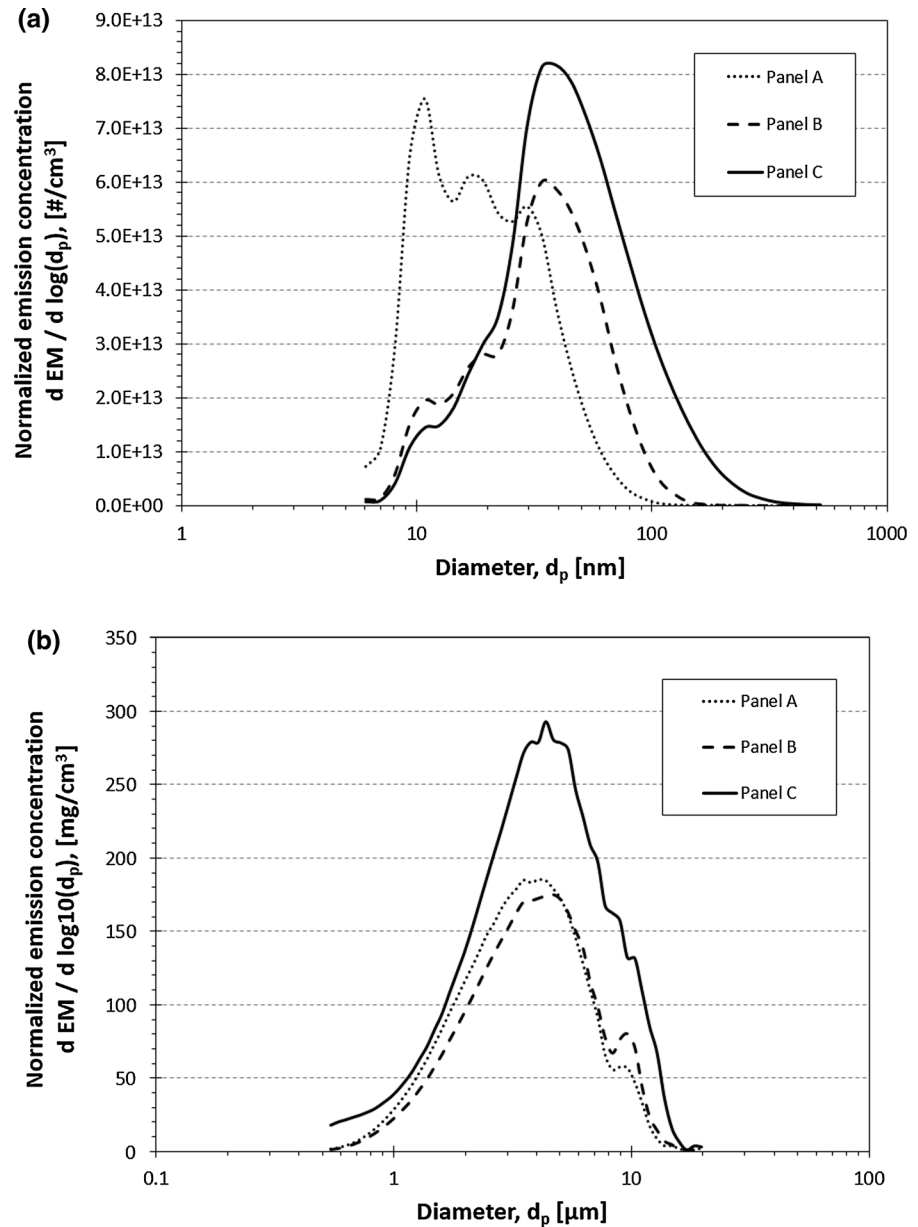 (a)
Normalized emission concentration
d EM / d log(dp), [#/cm³]
9.0E+13
8.0E+13
7.0E+13
6.0E+13
5.0E+13
4.0E+13
3.0E+13
2.0E+13
1.0E+13
0.0E+00
Panel A
Panel B
Panel C
1 10 100 1000
Diameter, dp [nm]
(b)
Normalized emission concentration
d EM / d log10(dp), [mg/cm³]
350
300
250
200
150
100
50
0
Panel A
Panel B
Panel C
0.1 1 10 100
Diameter, dp [µm]